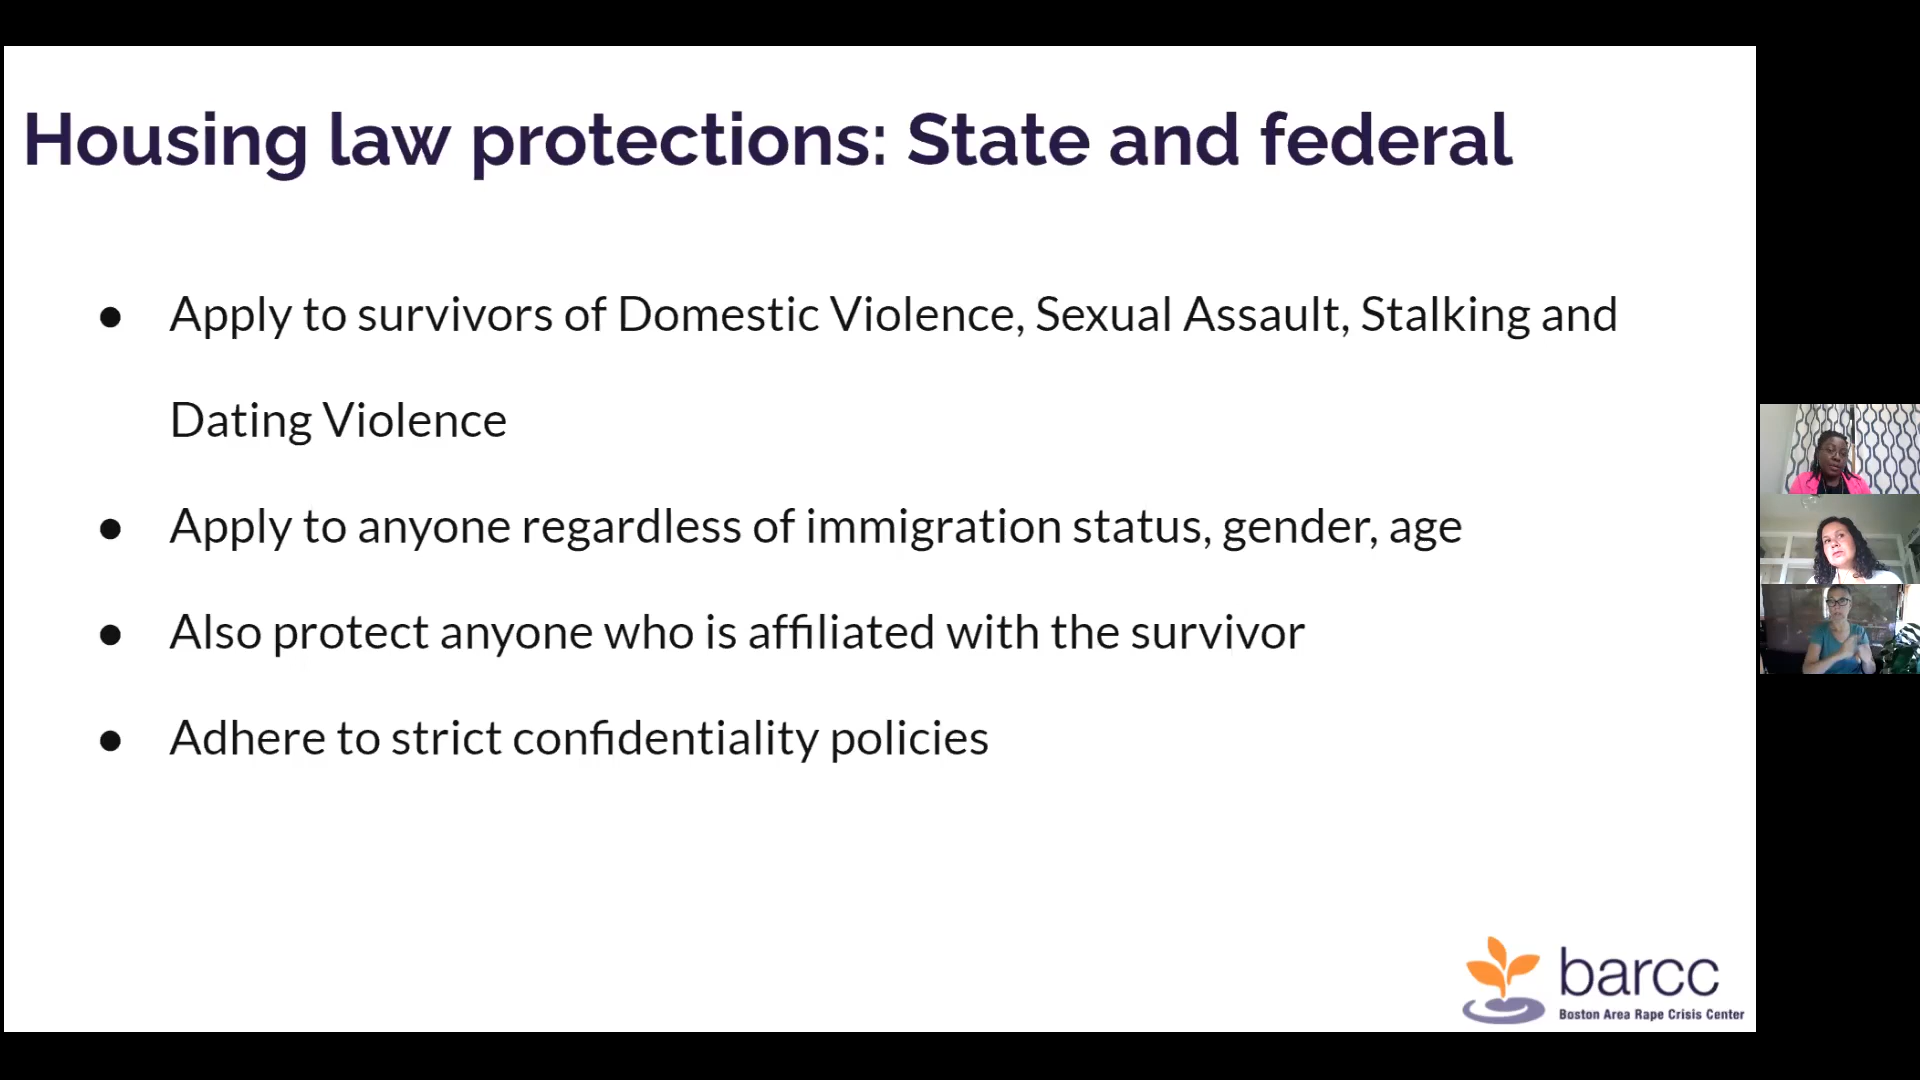 Housing law protections: State and federal
● Apply to survivors of Domestic Violence, Sexual Assault, Stalking and
Dating Violence
● Apply to anyone regardless of immigration status, gender, age
● Also protect anyone who is affiliated with the survivor
● Adhere to strict confidentiality policies
barcc
Boston Area Rape Crisis Center